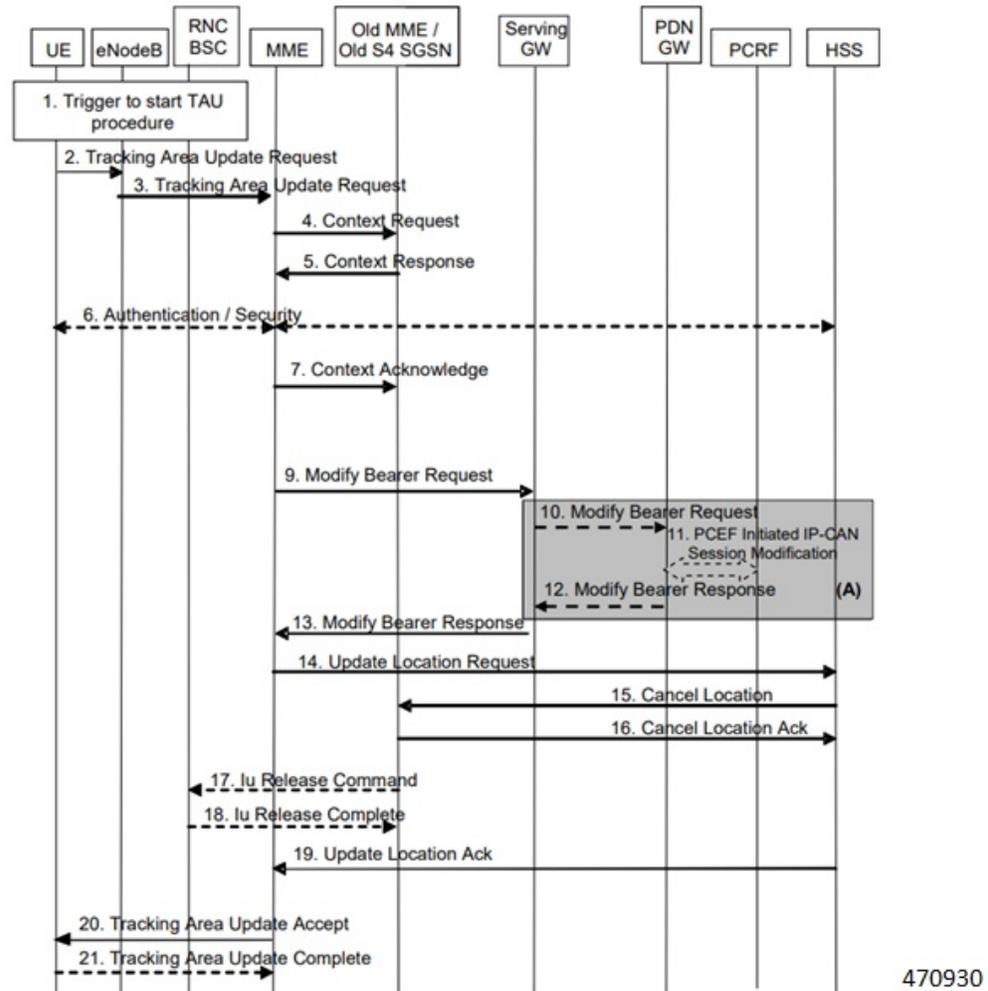 UE
eNodeB
RNC
BSC
MME
Old MME /
Old S4 SGSN
Serving
GW
PDN
GW
PCRF
HSS
1. Trigger to start TAU
procedure
2. Tracking Area Update Request
3. Tracking Area Update Request
4. Context Request
5. Context Response
6. Authentication / Security
7. Context Acknowledge
9. Modify Bearer Request
10. Modify Bearer Request
11. PCEF Initiated IP-CAN
Session Modification
12. Modify Bearer Response
(A)
13. Modify Bearer Response
14. Update Location Request
15. Cancel Location
16. Cancel Location Ack
17. Iu Release Command
18. Iu Release Complete
19. Update Location Ack
20. Tracking Area Update Accept
21. Tracking Area Update Complete
470930